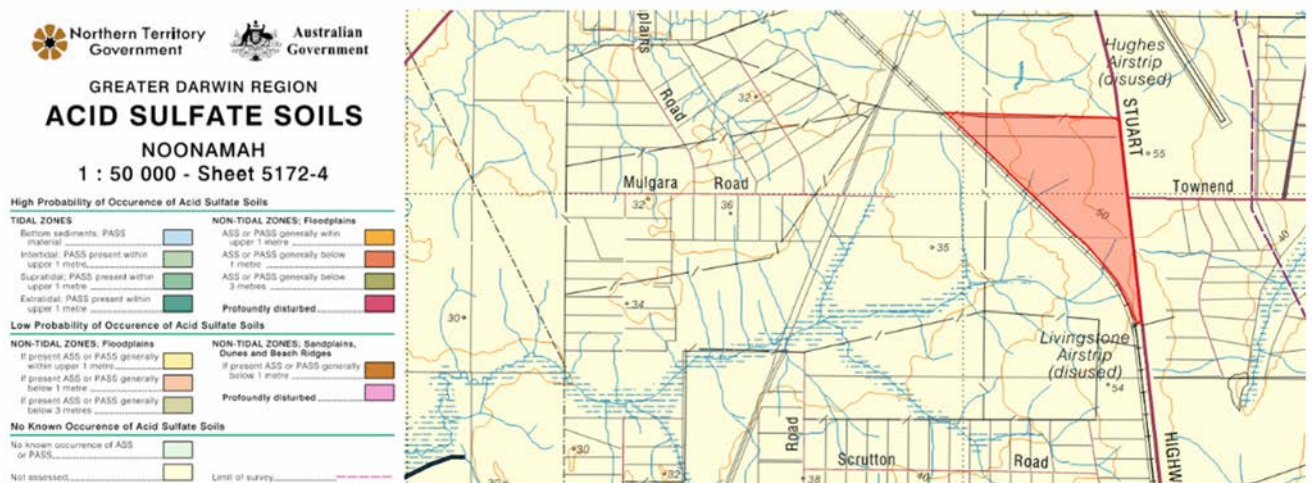 Northern Territory
Government
Australian
Government
GREATER DARWIN REGION
ACID SULFATE SOILS
NOONAMAH
1 : 50 000 - Sheet 5172-4
High Probability of Occurence of Acid Sulfate Soils
TIDAL ZONES
Bottom sediments; PASS
material
Intertidal; PASS present within
upper 1 metre
Supratidal; PASS present within
upper 1 metre
Extratidal; PASS present within
upper 1 metre
NON-TIDAL ZONES; Floodplains
ASS or PASS generally witin
upper 1 metre
ASS or PASS generally below
1 metre
ASS or PASS generally below
3 metres
Profoundly disturbed
Low Probability of Occurence of Acid Sulfate Soils
NON-TIDAL ZONES; Floodplains
If present ASS or PASS generally
within upper 1 metre
If present ASS or PASS generally
below 1 metre
If present ASS or PASS generally
below 3 metres
NON-TIDAL ZONES; Sandplains,
Dunes and Beach Ridges
If present ASS or PASS generally
below 1 metre
Profoundly disturbed
No Known Occurence of Acid Sulfate Soils
No known occurence of ASS
or PASS
Not assessed
Limit of survey
plains
Road
32
Hughes
Airstrip
(disused)
STUART
55
Mulgara Road
Townend
32
36
50
35
40
34
30
Livingstone
Airstrip
(disused)
54
Road
HIGHW
30
Scrutton Road
32
38
40